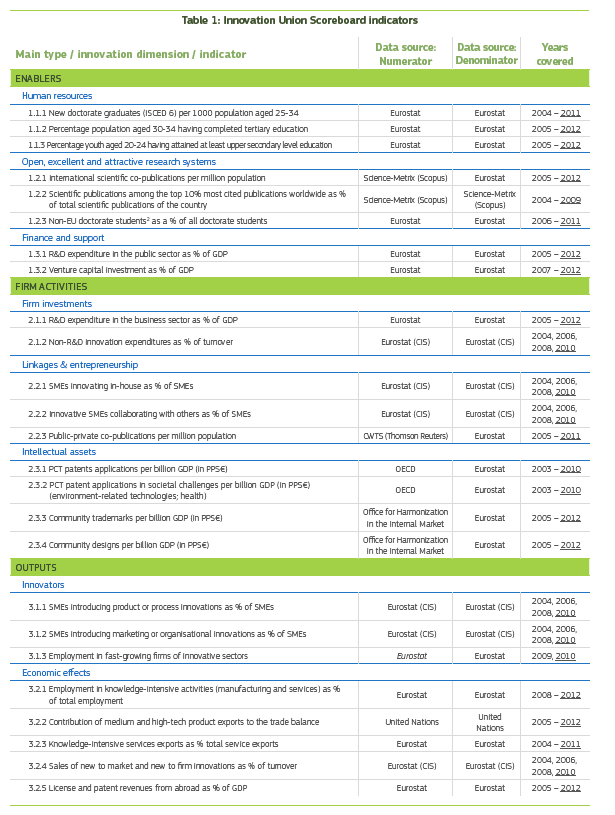 Table 1: Innovation Union Scoreboard indicators
Main type / innovation dimension / indicator
Data source: Numerator
Data source: Denominator
Years covered
ENABLERS
Human resources
1.1.1 New doctorate graduates (ISCED 6) per 1000 population aged 25-34 Eurostat Eurostat 2004 – 2011
1.1.2 Percentage population aged 30-34 having completed tertiary education Eurostat Eurostat 2005 – 2012
1.1.3 Percentage youth aged 20-24 having attained at least upper secondary level education Eurostat Eurostat 2005 – 2012
Open, excellent and attractive research systems
1.2.1 International scientific co-publications per million population Science-Metrix (Scopus) Eurostat 2005 – 2012
1.2.2 Scientific publications among the top 10% most cited publications worldwide as %
of total scientific publications of the country
Science-Metrix (Scopus)
Science-Metrix
(Scopus)
2004 – 2009
1.2.3 Non-EU doctorate students² as a % of all doctorate students Eurostat Eurostat 2006 – 2011
Finance and support
1.3.1 R&D expenditure in the public sector as % of GDP Eurostat Eurostat 2005 – 2012
1.3.2 Venture capital investment as % of GDP Eurostat Eurostat 2007 – 2012
FIRM ACTIVITIES
Firm investments
2.1.1 R&D expenditure in the business sector as % of GDP Eurostat Eurostat 2005 – 2012
2.1.2 Non-R&D innovation expenditures as % of turnover Eurostat (CIS) Eurostat (CIS)
2004, 2006,
2008, 2010
Linkages & entrepreneurship
2.2.1 SMEs innovating in-house as % of SMEs Eurostat (CIS) Eurostat (CIS)
2004, 2006,
2008, 2010
2.2.2 Innovative SMEs collaborating with others as % of SMEs Eurostat (CIS) Eurostat (CIS)
2004, 2006,
2008, 2010
2.2.3 Public-private co-publications per million population CWTS (Thomson Reuters) Eurostat 2005 – 2011
Intellectual assets
2.3.1 PCT patents applications per billion GDP (in PPS€) OECD Eurostat 2003 – 2010
2.3.2 PCT patent applications in societal challenges per billion GDP (in PPS€)
(environment-related technologies; health)
OECD Eurostat 2003 – 2010
2.3.3 Community trademarks per billion GDP (in PPS€)
Office for Harmonization
in the Internal Market
Eurostat 2005 – 2012
2.3.4 Community designs per billion GDP (in PPS€)
Office for Harmonization
in the Internal Market
Eurostat 2005 – 2012
OUTPUTS
Innovators
3.1.1 SMEs introducing product or process innovations as % of SMEs Eurostat (CIS) Eurostat (CIS)
2004, 2006,
2008, 2010
3.1.2 SMEs introducing marketing or organisational innovations as % of SMEs Eurostat (CIS) Eurostat (CIS)
2004, 2006,
2008, 2010
3.1.3 Employment in fast-growing firms of innovative sectors Eurostat Eurostat 2009, 2010
Economic effects
3.2.1 Employment in knowledge-intensive activities (manufacturing and services) as %
of total employment
Eurostat Eurostat 2008 – 2012
3.2.2 Contribution of medium and high-tech product exports to the trade balance United Nations
United
Nations
2005 – 2012
3.2.3 Knowledge-intensive services exports as % total service exports Eurostat Eurostat 2004 – 2011
3.2.4 Sales of new to market and new to firm innovations as % of turnover Eurostat (CIS) Eurostat (CIS)
2004, 2006,
2008, 2010
3.2.5 License and patent revenues from abroad as % of GDP Eurostat Eurostat 2005 – 2012